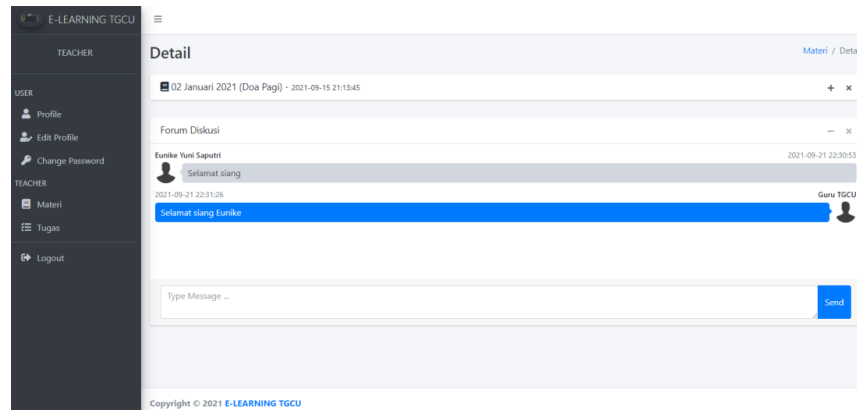 E-LEARNING TGCU
TEACHER
USER
Profile
Edit Profile
Change Password
TEACHER
Materi
Tugas
Logout
Detail
Materi / Deta
02 Januari 2021 (Doa Pagi) - 2021-09-15 21:13:45
Forum Diskusi
Eunike Yuni Saputri 2021-09-21 22:30:53
Selamat siang
2021-09-21 22:31:26 Guru TGCU
Selamat siang Eunike
Type Message ...
Send
Copyright © 2021 E-LEARNING TGCU